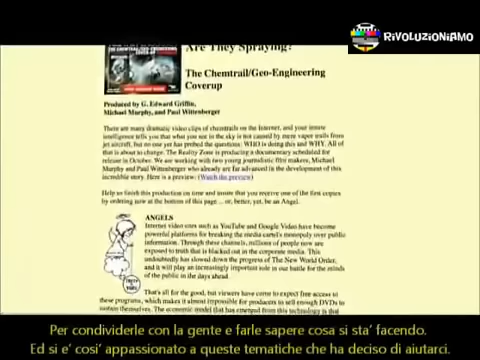 RiVOLUZIONiAMO
Are They Spraying?
The Chemtrail/Geo-Engineering
Coverup
Produced by G. Edward Griffin,
Michael Murphy, and Paul Wittenberger
There are many dramatic video clips of chemtrails on the Internet, and your innate
intelligence tells you that what you see in the sky is not caused by mere vapor trails from
jet aircraft, but no one yet has probed the questions: WHO is doing this and WHY. All of
that is about to change. The Reality Zone is producing a documentary scheduled for
release in October. We are working with two young journalistic film makers, Michael
Murphy and Paul Wittenberger who already are far advanced in the development of this
incredible story. Here is a preview: (Watch the preview)
Help us finish this production on time and insure that you receive one of the first copies
by ordering now at the bottom of this page ... or, better, yet, be an Angel.
ANGELS
Internet video sites such as YouTube and Google Video have become
powerful platforms for breaking the media cartel's monopoly over public
information. Through these channels, millions of people now are
exposed to truth that is blacked out in the corporate media. This
undoubtedly has slowed down the progress of The New World Order,
and it will play an increasingly important role in our battle for the minds
of the public in the days ahead.
That's all for the good, but viewers have come to expect free access to
these programs, which makes it almost impossible for producers to sell enough DVDs to
sustain themselves. The economic model that has emerged from this technology is that
Per condividerle con la gente e farle sapere cosa si sta' facendo.
Ed si e' cosi' appassionato a queste tematiche che ha deciso di aiutarci.